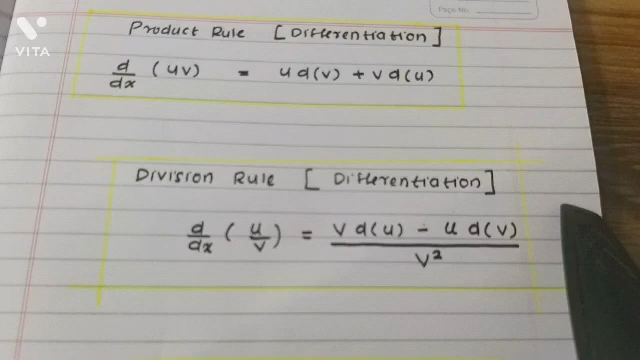 Page No.
VITA
Product Rule [Differentiation]
d/dx (uv) = u d(v) + v d(u)
Division Rule [Differentiation]
d/dx (u/v) = v d(u) - u d(v) / v²